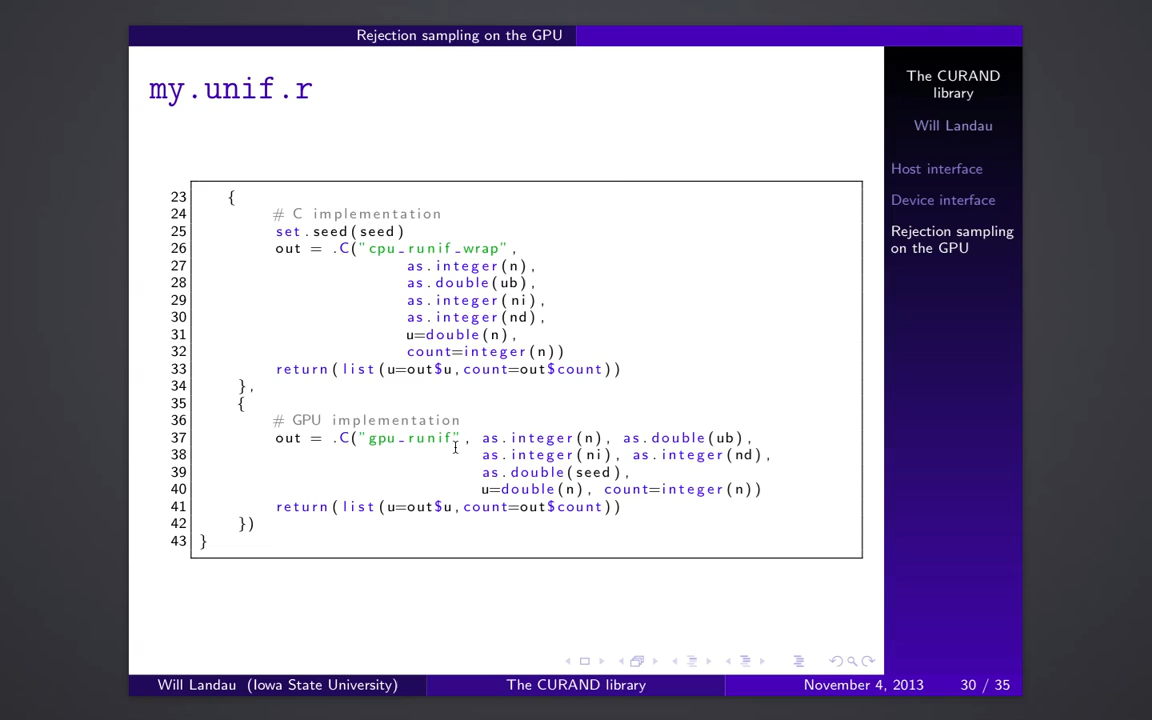 Rejection sampling on the GPU
my.unif.r
The CURAND
library
Will Landau
Host interface
Device interface
Rejection sampling
on the GPU
23 {
24 # C implementation
25 set.seed(seed)
26 out = .C("cpu_runif_wrap",
27 as.integer(n),
28 as.double(ub),
29 as.integer(ni),
30 as.integer(nd),
31 u=double(n),
32 count=integer(n))
33 return(list(u=out$u,count=out$count))
34 },
35 {
36 # GPU implementation
37 out = .C("gpu_runif", as.integer(n), as.double(ub),
38 as.integer(ni), as.integer(nd),
39 as.double(seed),
40 u=double(n), count=integer(n))
41 return(list(u=out$u,count=out$count))
42 })
43 }
Will Landau (Iowa State University) The CURAND library November 4, 2013 30 / 35